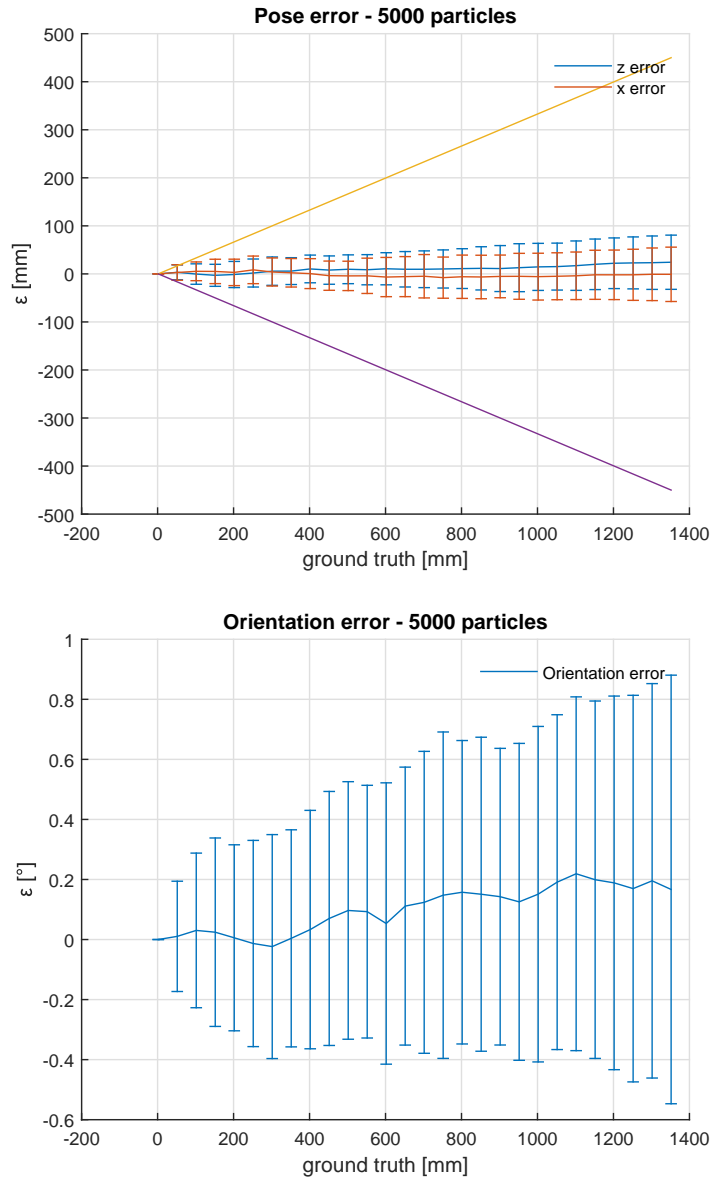 Pose error - 5000 particles
500
400
300
200
100
0
-100
-200
-300
-400
-500
ε [mm]
z error
x error
-200 0 200 400 600 800 1000 1200 1400
ground truth [mm]
Orientation error - 5000 particles
1
0.8
0.6
0.4
0.2
0
-0.2
-0.4
-0.6
ε [°]
Orientation error
-200 0 200 400 600 800 1000 1200 1400
ground truth [mm]